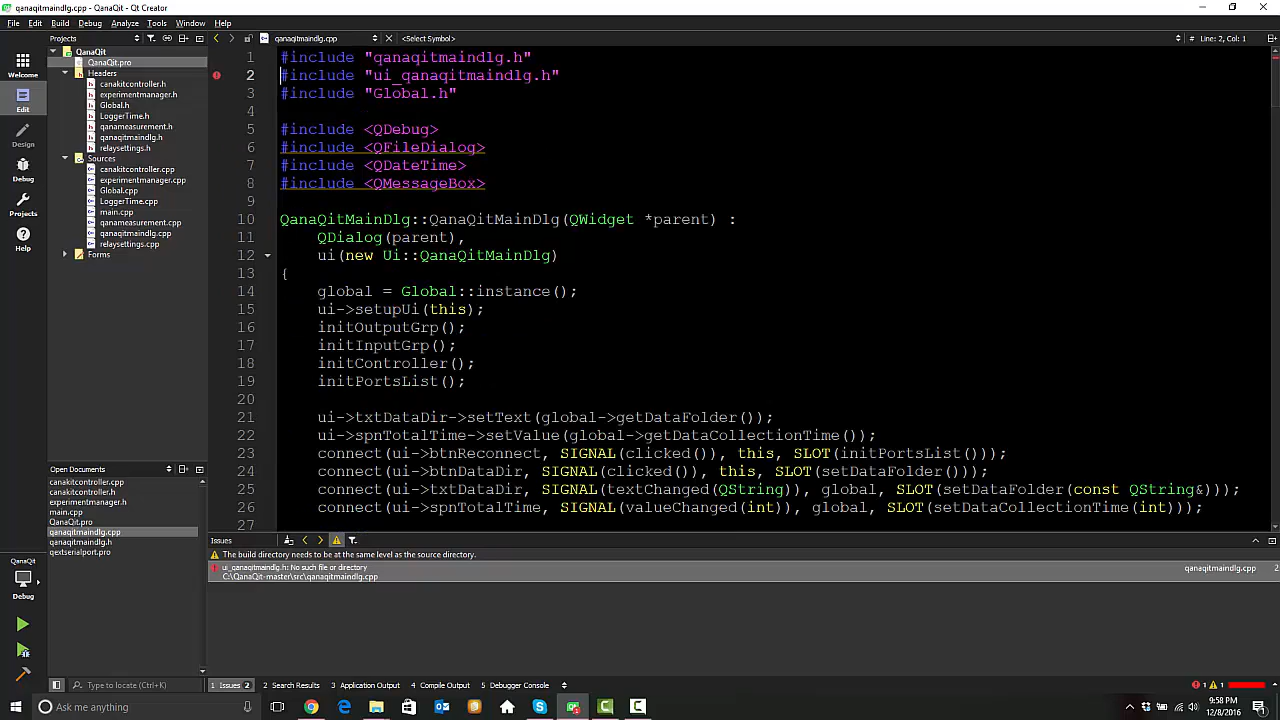 qanaqitmaindlg.cpp - QanaQit - Qt Creator
File Edit Build Debug Analyze Tools Window Help
Projects
qanaqitmaindlg.cpp
<Select Symbol>
# Line: 2, Col: 1
Welcome
Edit
Design
Debug
Projects
Help
QanaQit
QanaQit.pro
Headers
canakitcontroller.h
experimentmanager.h
Global.h
LoggerTime.h
qanameasurement.h
qanaqitmaindlg.h
relaysettings.h
Sources
canakitcontroller.cpp
experimentmanager.cpp
Global.cpp
LoggerTime.cpp
main.cpp
qanameasurement.cpp
qanaqitmaindlg.cpp
relaysettings.cpp
Forms
Open Documents
canakitcontroller.cpp
canakitcontroller.h
experimentmanager.h
main.cpp
QanaQit.pro
qanaqitmaindlg.cpp
qanaqitmaindlg.h
qextserialport.pro
QanaQit
Debug
1 #include "qanaqitmaindlg.h"
2 #include "ui_qanaqitmaindlg.h"
3 #include "Global.h"
4
5 #include <QDebug>
6 #include <QFileDialog>
7 #include <QDateTime>
8 #include <QMessageBox>
9
10 QanaQitMainDlg::QanaQitMainDlg(QWidget *parent) :
11 QDialog(parent),
12 ui(new Ui::QanaQitMainDlg)
13 {
14 global = Global::instance();
15 ui->setupUi(this);
16 initOutputGrp();
17 initInputGrp();
18 initController();
19 initPortsList();
20
21 ui->txtDataDir->setText(global->getDataFolder());
22 ui->spnTotalTime->setValue(global->getDataCollectionTime());
23 connect(ui->btnReconnect, SIGNAL(clicked()), this, SLOT(initPortsList()));
24 connect(ui->btnDataDir, SIGNAL(clicked()), this, SLOT(setDataFolder()));
25 connect(ui->txtDataDir, SIGNAL(textChanged(QString)), global, SLOT(setDataFolder(const QString&)));
26 connect(ui->spnTotalTime, SIGNAL(valueChanged(int)), global, SLOT(setDataCollectionTime(int)));
27
Issues
The build directory needs to be at the same level as the source directory.
ui_qanaqitmaindlg.h: No such file or directory
C:\QanaQit-master\src\qanaqitmaindlg.cpp
qanaqitmaindlg.cpp 2
Type to locate (Ctrl+K)
1 Issues 2
2 Search Results
3 Application Output
4 Compile Output
5 Debugger Console
1 1
Ask me anything
9:58 PM
12/8/2016